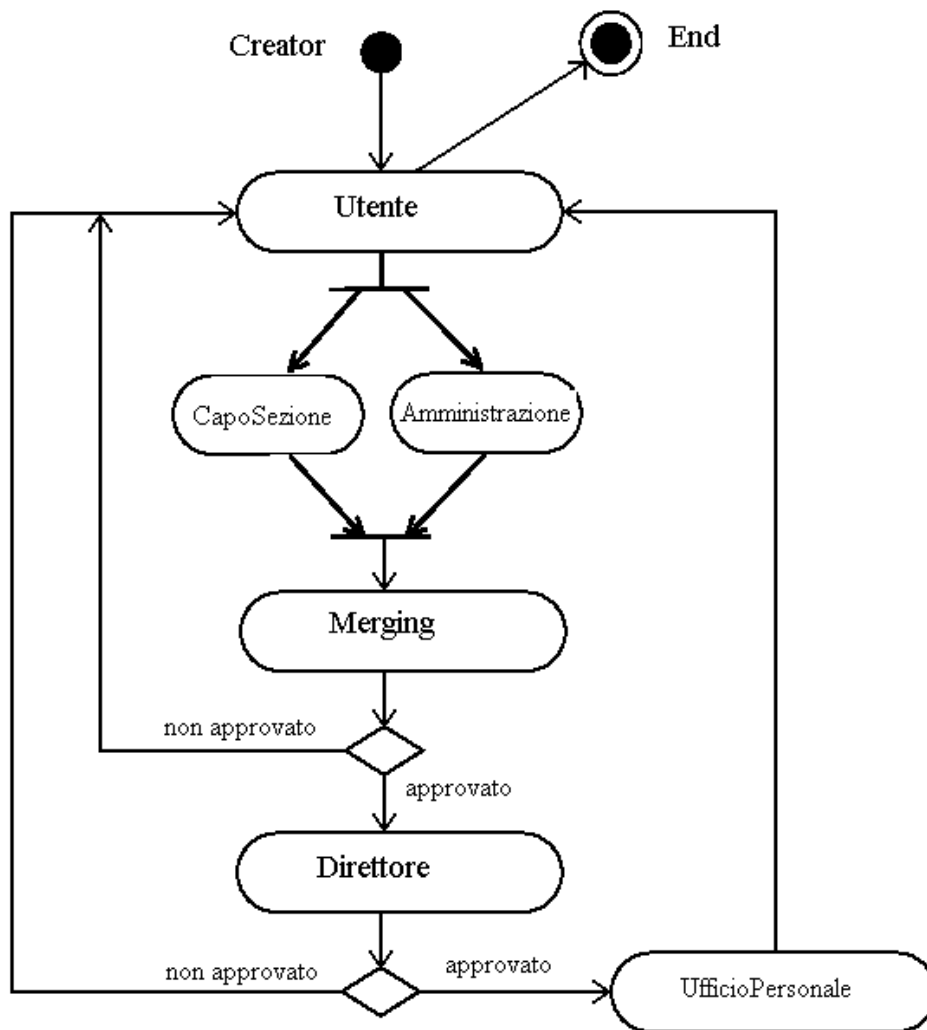 Creator
End
Utente
CapoSezione
Amministrazione
Merging
non approvato
approvato
Direttore
non approvato
approvato
UfficioPersonale